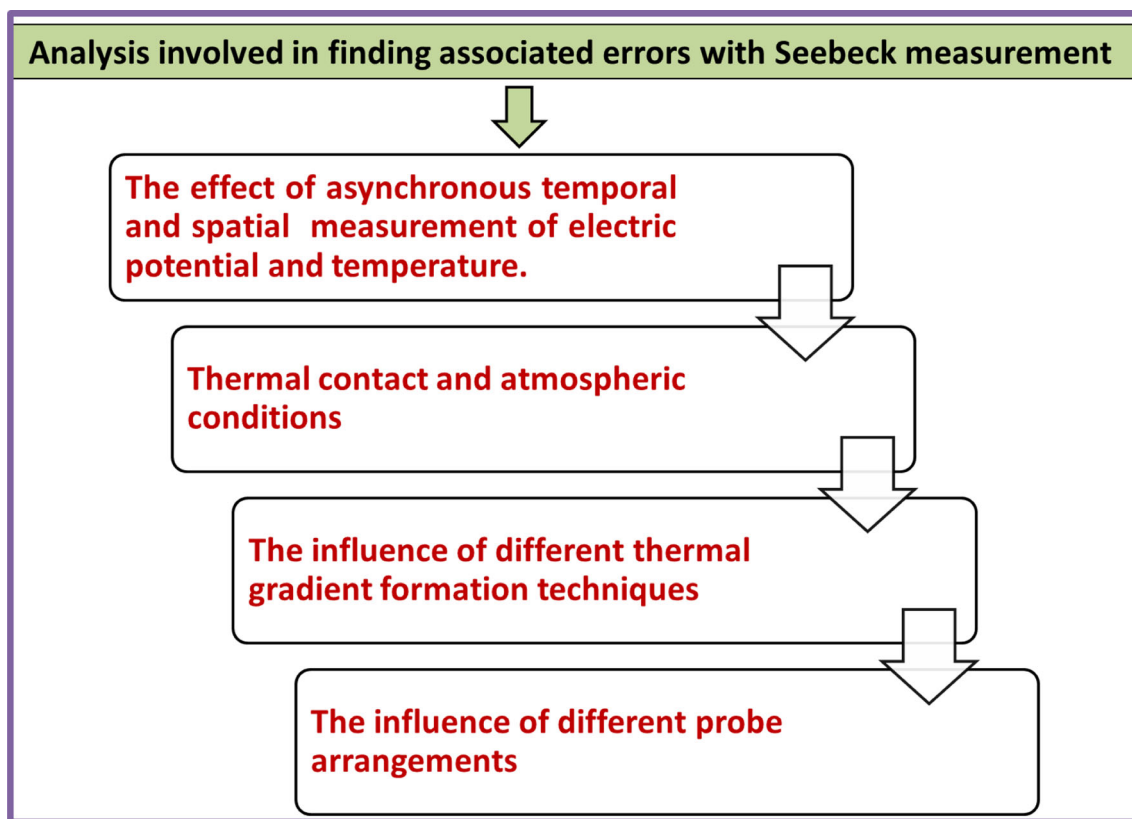 Analysis involved in finding associated errors with Seebeck measurement
The effect of asynchronous temporal
and spatial measurement of electric
potential and temperature.
Thermal contact and atmospheric
conditions
The influence of different thermal
gradient formation techniques
The influence of different probe
arrangements